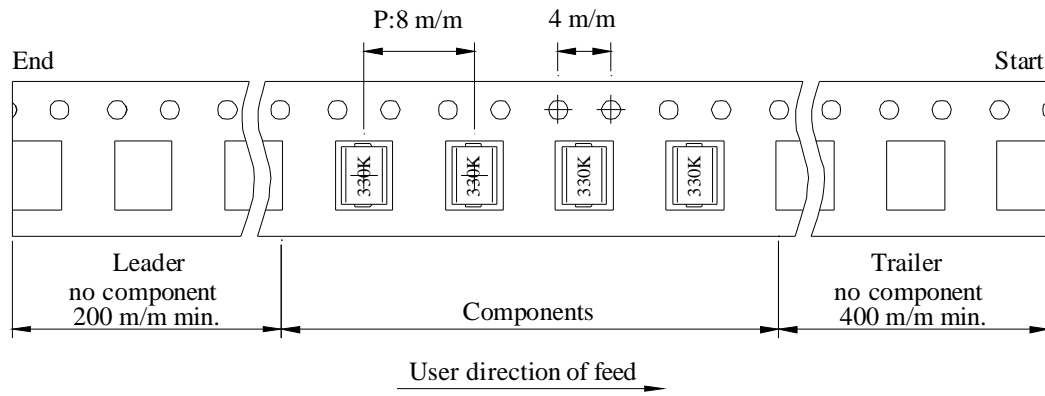 P:8 m/m
4 m/m
End
Start
330K
330K
330K
330K
Leader
no component
200 m/m min.
Components
Trailer
no component
400 m/m min.
User direction of feed